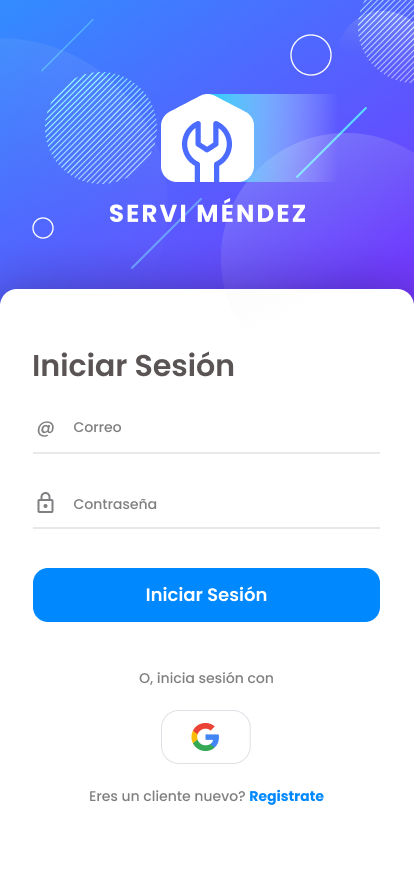 SERVI MÉNDEZ
Iniciar Sesión
@ Correo
Contraseña
Iniciar Sesión
O, inicia sesión con
Eres un cliente nuevo? Registrate